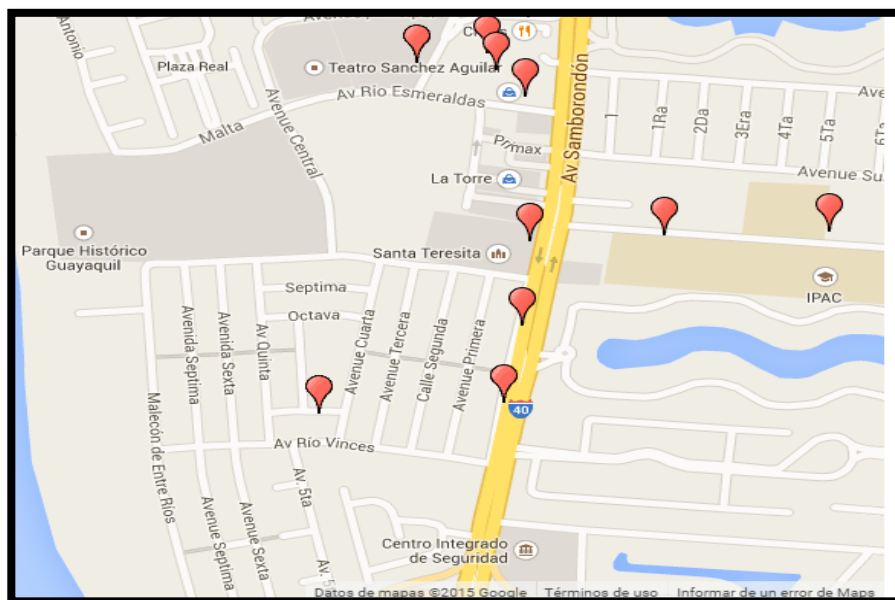 Antonio
Plaza Real
Teatro Sanchez Aguilar
Av Rio Esmeraldas
Malta
Avenue Central
Primax
La Torre
Av Samborondón
1
1Ra
2Da
3Era
4Ta
5Ta
6Ta
Avenue Su
Parque Histórico
Guayaquil
Santa Teresita
IPAC
Septima
Octava
Avenida Septima
Avenida Sexta
Av Quinta
Avenue Cuarta
Avenue Tercera
Calle Segunda
Avenue Primera
40
Malecón de Entre Ríos
Av Río Vinces
Avenue Septima
Avenue Sexta
Av. 5ta
Av. 5
Centro Integrado
de Seguridad
Datos de mapas ©2015 Google
Términos de uso
Informar de un error de Maps